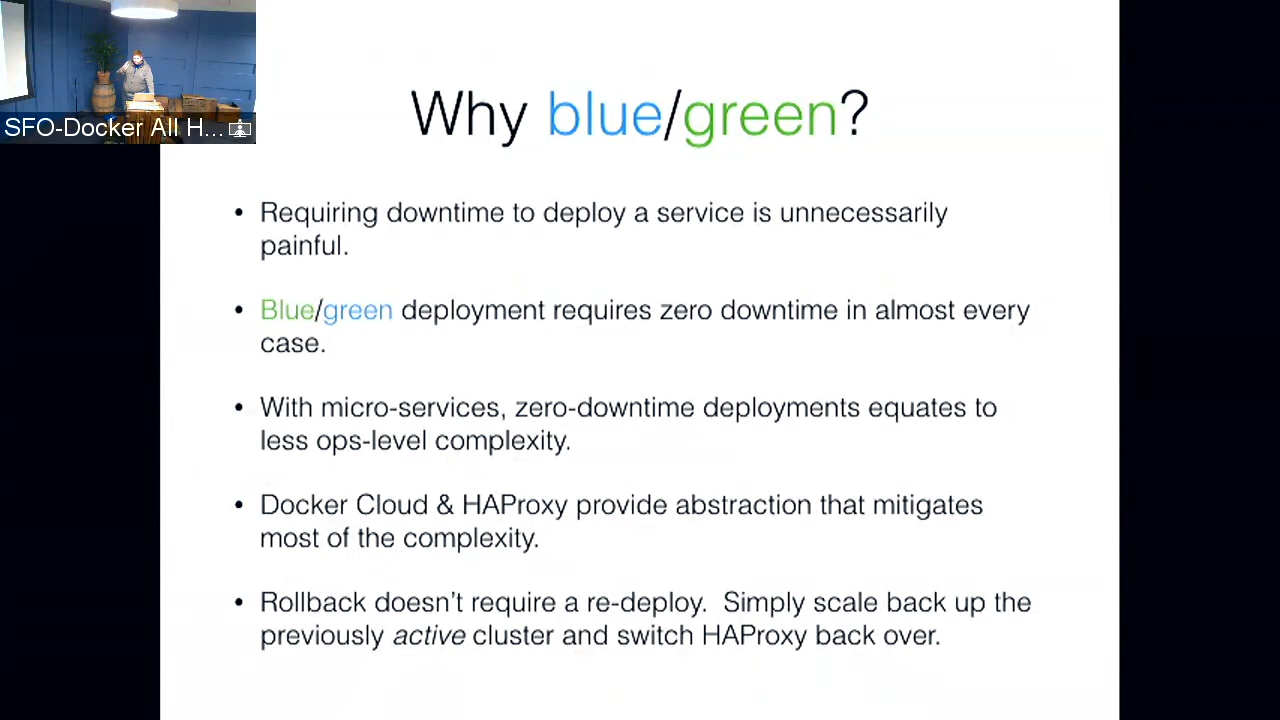 SFO-Docker All H...
Why blue/green?
• Requiring downtime to deploy a service is unnecessarily
painful.
• Blue/green deployment requires zero downtime in almost every
case.
• With micro-services, zero-downtime deployments equates to
less ops-level complexity.
• Docker Cloud & HAProxy provide abstraction that mitigates
most of the complexity.
• Rollback doesn't require a re-deploy.  Simply scale back up the
previously active cluster and switch HAProxy back over.